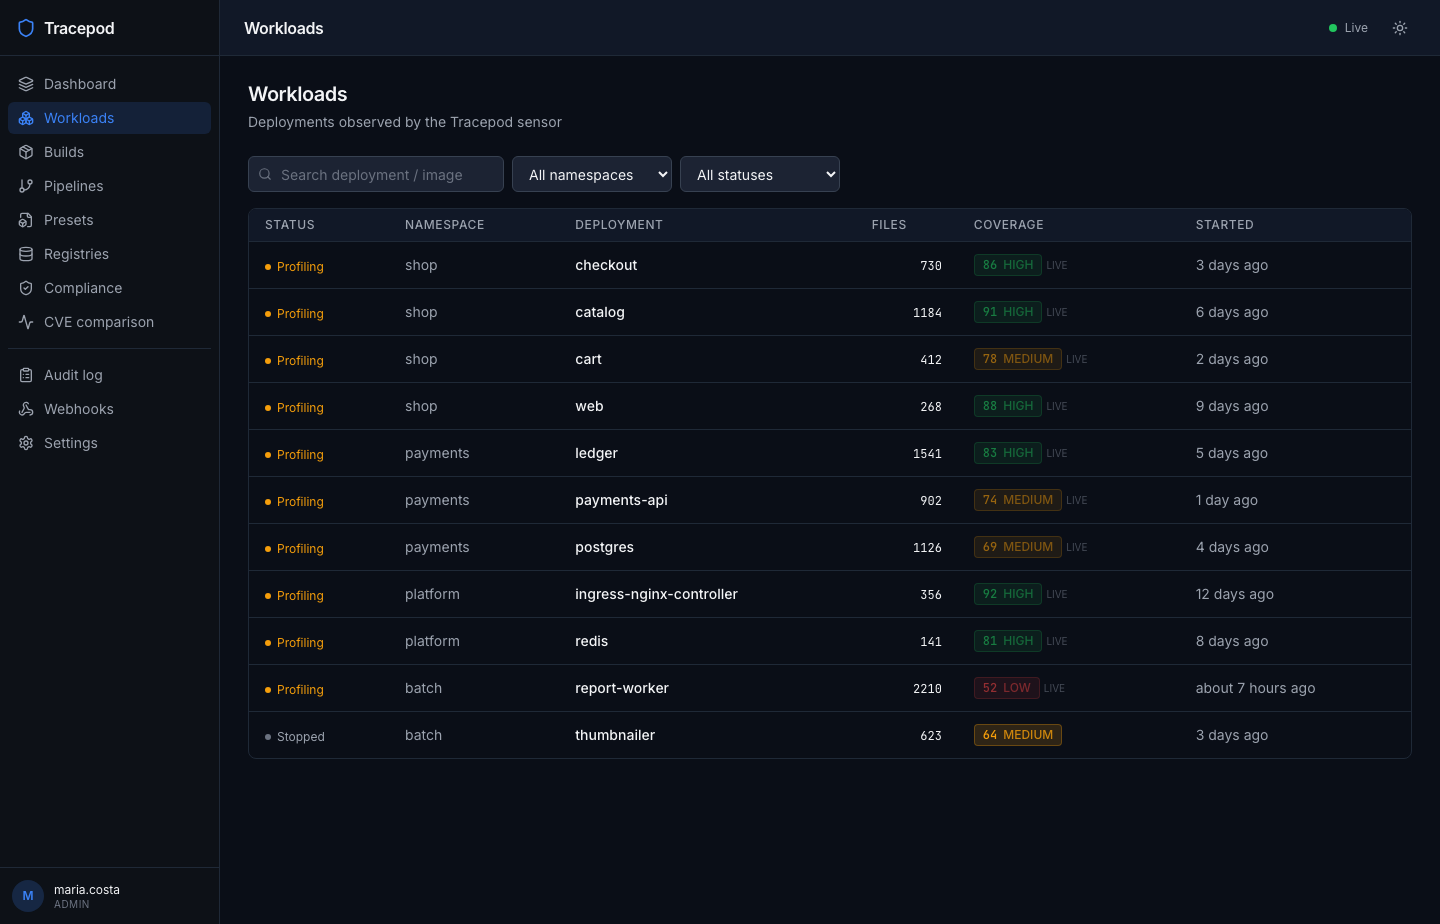 Tracepod
Workloads
Live
Dashboard
Workloads
Builds
Pipelines
Presets
Registries
Compliance
CVE comparison
Audit log
Webhooks
Settings
M
maria.costa
ADMIN
Workloads
Deployments observed by the Tracepod sensor
Search deployment / image
All namespaces
All statuses
STATUS NAMESPACE DEPLOYMENT FILES COVERAGE STARTED
Profiling shop checkout 730 86 HIGH LIVE 3 days ago
Profiling shop catalog 1184 91 HIGH LIVE 6 days ago
Profiling shop cart 412 78 MEDIUM LIVE 2 days ago
Profiling shop web 268 88 HIGH LIVE 9 days ago
Profiling payments ledger 1541 83 HIGH LIVE 5 days ago
Profiling payments payments-api 902 74 MEDIUM LIVE 1 day ago
Profiling payments postgres 1126 69 MEDIUM LIVE 4 days ago
Profiling platform ingress-nginx-controller 356 92 HIGH LIVE 12 days ago
Profiling platform redis 141 81 HIGH LIVE 8 days ago
Profiling batch report-worker 2210 52 LOW LIVE about 7 hours ago
Stopped batch thumbnailer 623 64 MEDIUM 3 days ago